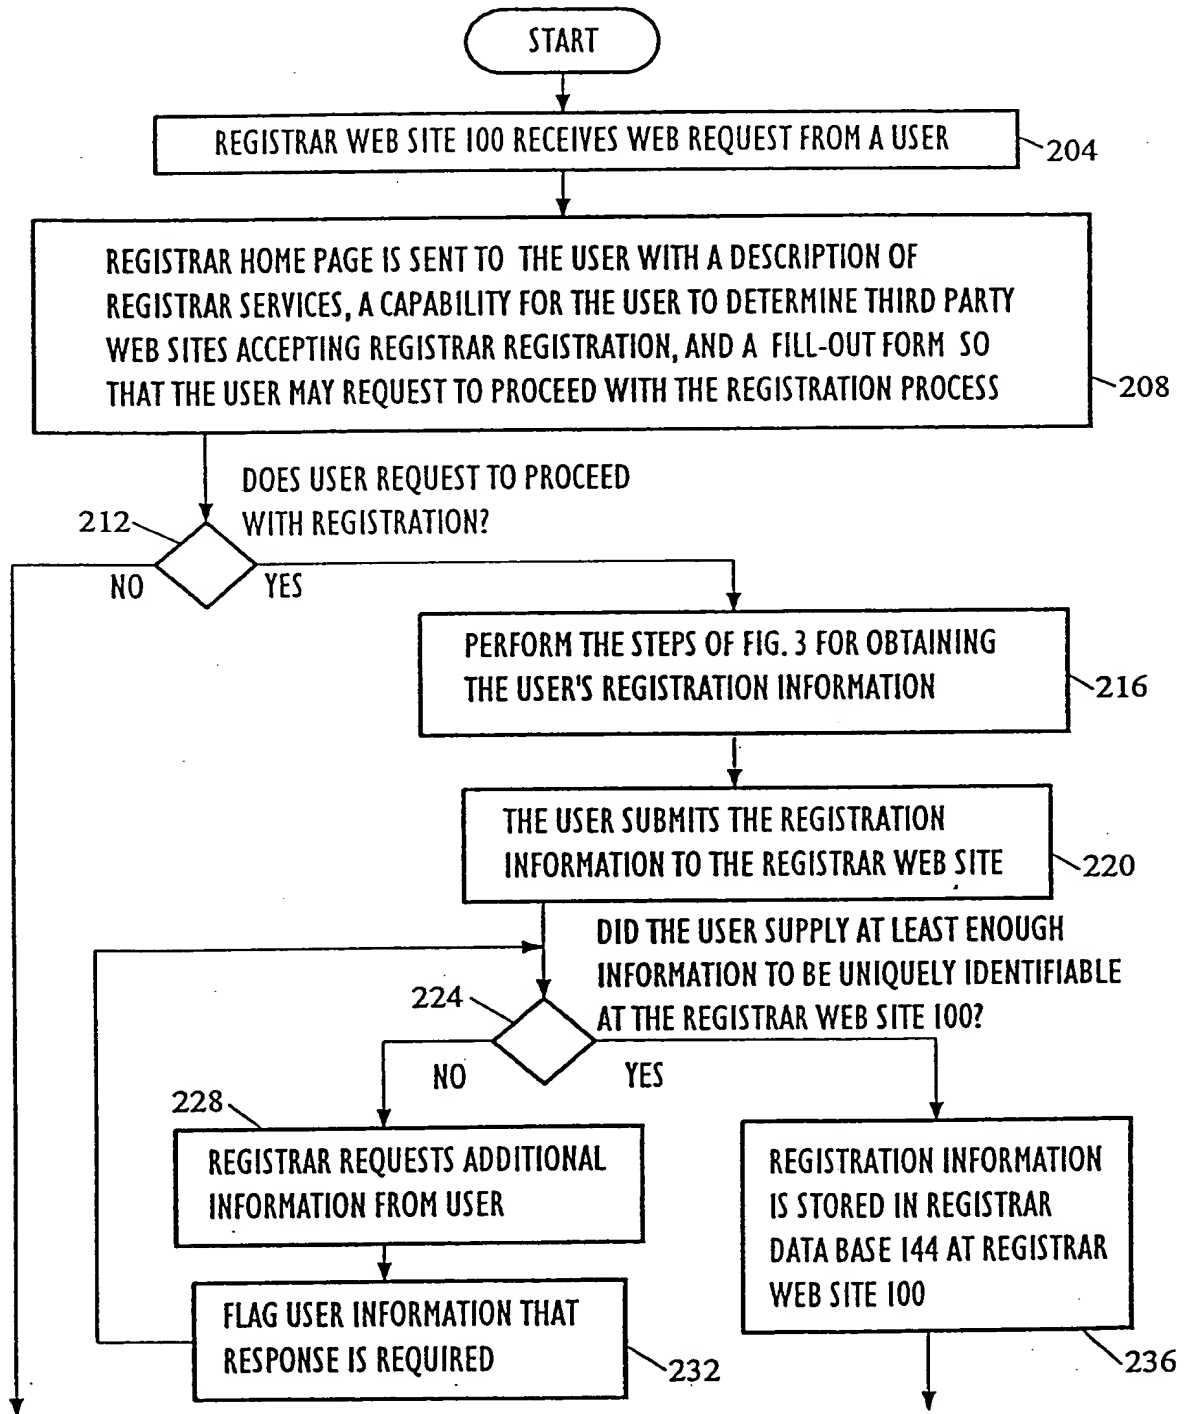 START
REGISTRAR WEB SITE 100 RECEIVES WEB REQUEST FROM A USER
204
REGISTRAR HOME PAGE IS SENT TO THE USER WITH A DESCRIPTION OF
REGISTRAR SERVICES, A CAPABILITY FOR THE USER TO DETERMINE THIRD PARTY
WEB SITES ACCEPTING REGISTRAR REGISTRATION, AND A FILL-OUT FORM SO
THAT THE USER MAY REQUEST TO PROCEED WITH THE REGISTRATION PROCESS
208
DOES USER REQUEST TO PROCEED
WITH REGISTRATION?
212
NO
YES
PERFORM THE STEPS OF FIG. 3 FOR OBTAINING
THE USER'S REGISTRATION INFORMATION
216
THE USER SUBMITS THE REGISTRATION
INFORMATION TO THE REGISTRAR WEB SITE
220
DID THE USER SUPPLY AT LEAST ENOUGH
INFORMATION TO BE UNIQUELY IDENTIFIABLE
AT THE REGISTRAR WEB SITE 100?
224
NO
YES
228
REGISTRAR REQUESTS ADDITIONAL
INFORMATION FROM USER
FLAG USER INFORMATION THAT
RESPONSE IS REQUIRED
232
REGISTRATION INFORMATION
IS STORED IN REGISTRAR
DATA BASE 144 AT REGISTRAR
WEB SITE 100
236